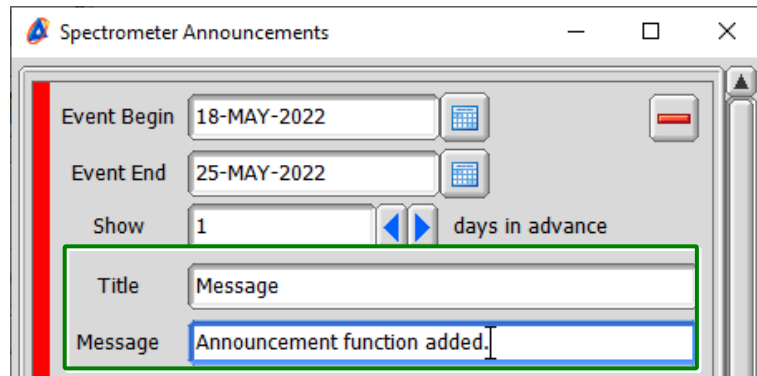 Spectrometer Announcements
Event Begin 18-MAY-2022
Event End 25-MAY-2022
Show 1 days in advance
Title Message
Message Announcement function added.